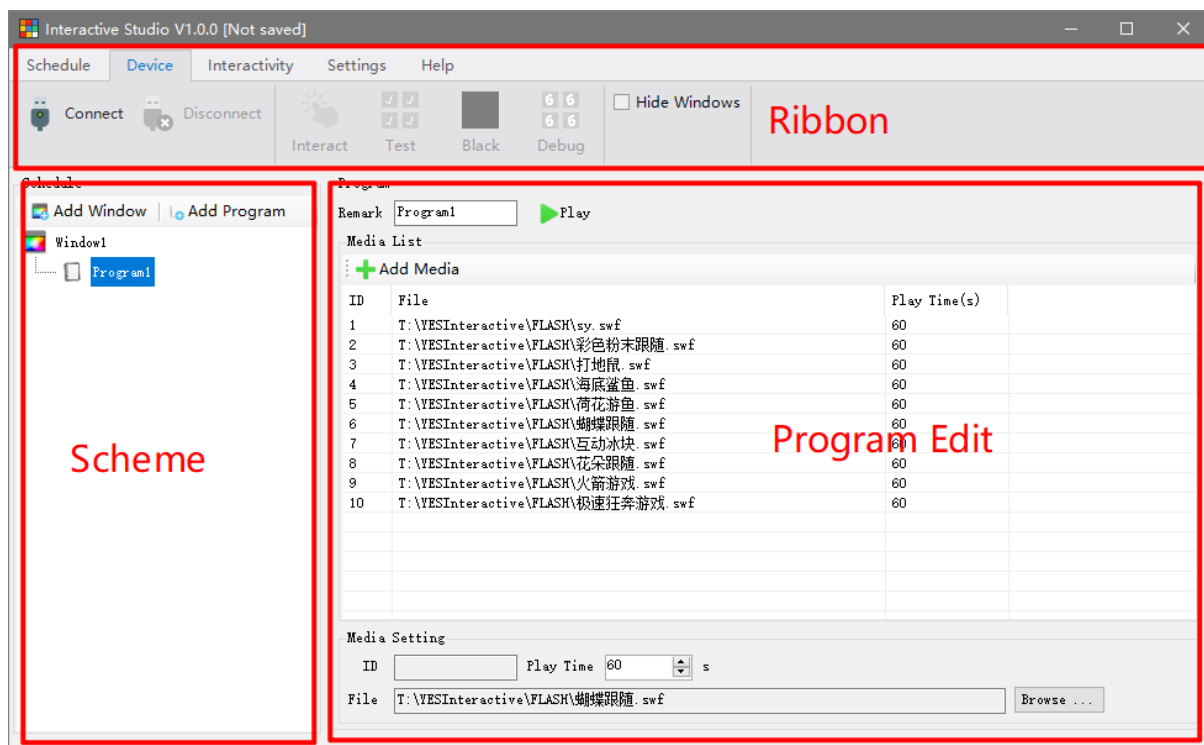 Interactive Studio V1.0.0 [Not saved]
Schedule Device Interactivity Settings Help
Connect Disconnect Interact Test Black Debug Hide Windows
Ribbon
Schedule
Add Window Add Program
Window1
Program1
Scheme
Program
Remark Program1 Play
Media List
Add Media
ID File Play Time(s)
1 T:\YESInteractive\FLASH\sy.swf 60
2 T:\YESInteractive\FLASH\彩色粉末跟随.swf 60
3 T:\YESInteractive\FLASH\打地鼠.swf 60
4 T:\YESInteractive\FLASH\海底鲨鱼.swf 60
5 T:\YESInteractive\FLASH\荷花游鱼.swf 60
6 T:\YESInteractive\FLASH\蝴蝶跟随.swf 60
7 T:\YESInteractive\FLASH\互动冰块.swf 60
8 T:\YESInteractive\FLASH\花朵跟随.swf 60
9 T:\YESInteractive\FLASH\火箭游戏.swf 60
10 T:\YESInteractive\FLASH\极速狂奔游戏.swf 60
Program Edit
Media Setting
ID Play Time 60 s
File T:\YESInteractive\FLASH\蝴蝶跟随.swf Browse ...